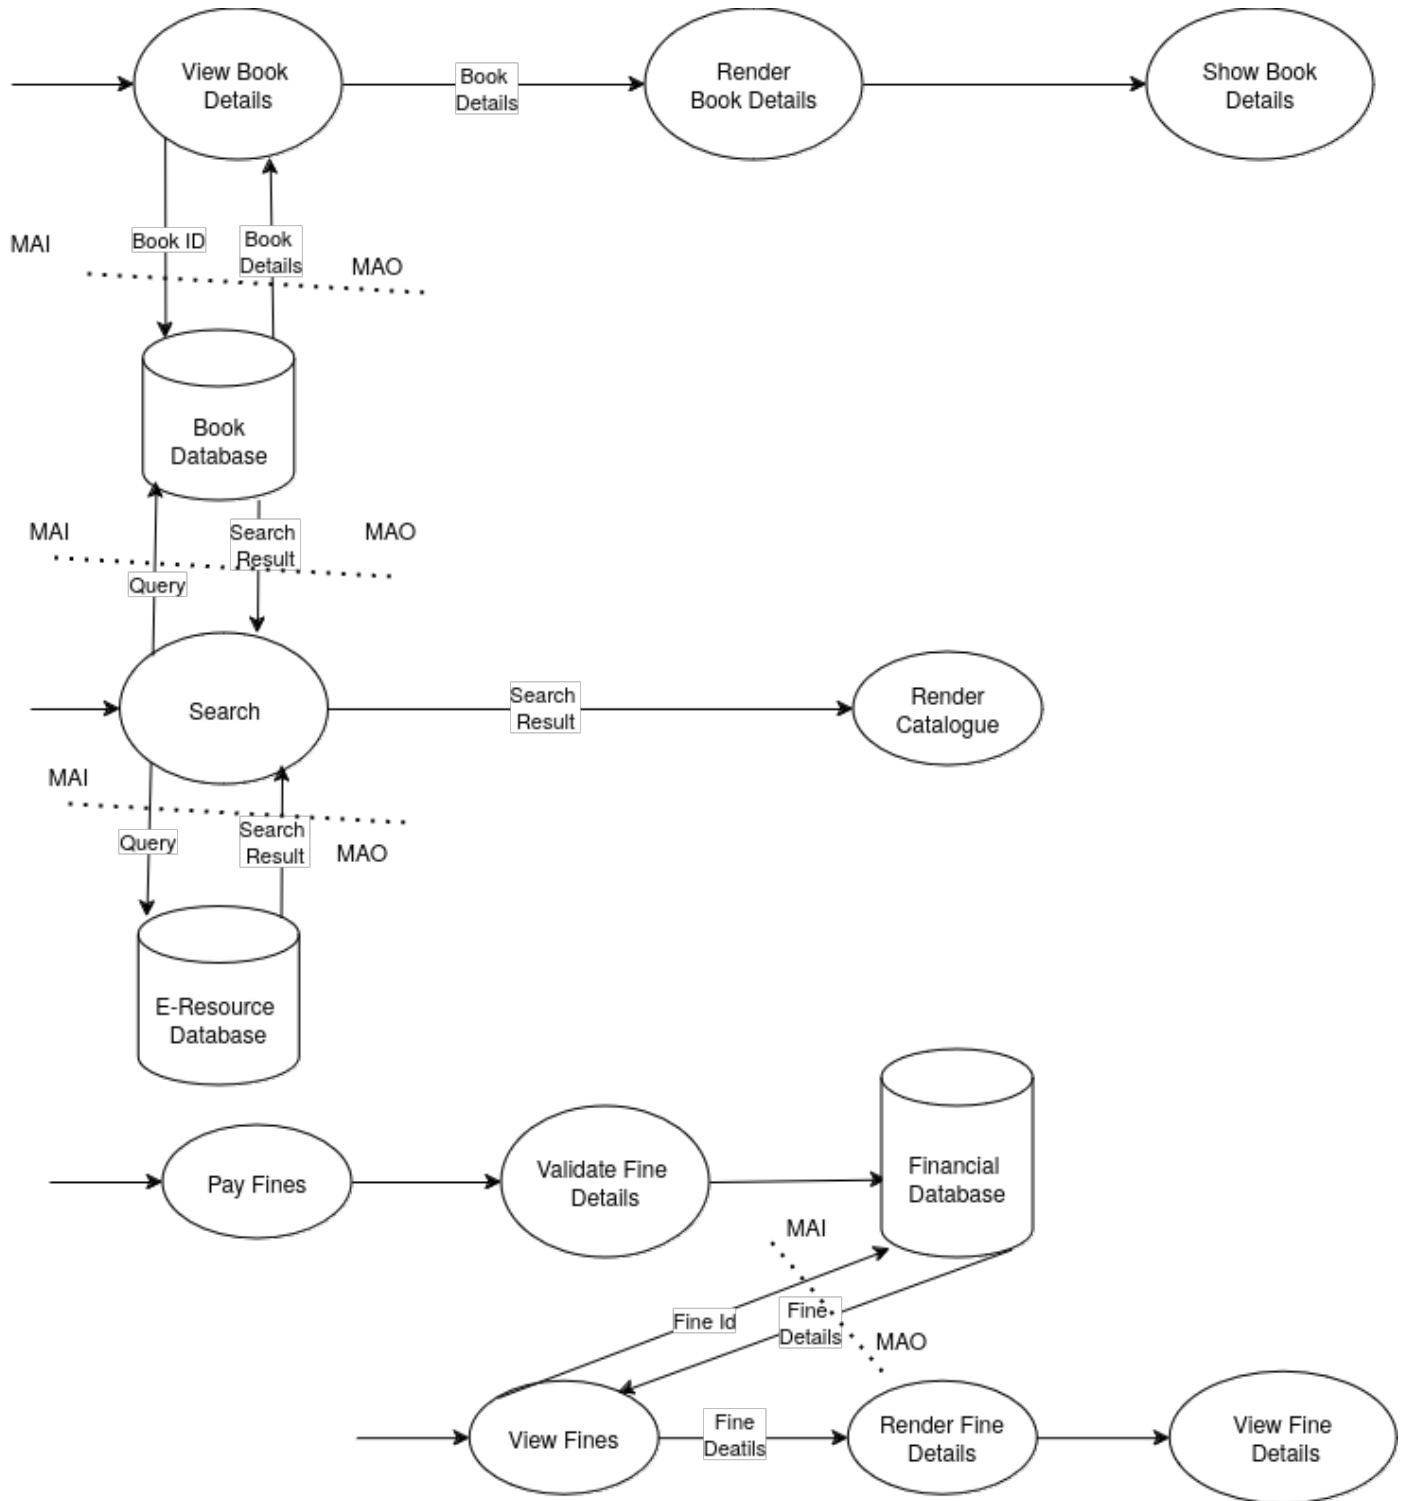 View Book
Details
Book
Details
Render
Book Details
Show Book
Details
MAI
Book ID
Book
Details
MAO
Book
Database
MAI
Search
Result
MAO
Query
Search
Search
Result
Render
Catalogue
MAI
Query
Search
Result
MAO
E-Resource
Database
Pay Fines
Validate Fine
Details
Financial
Database
MAI
Fine Id
Fine
Details
MAO
View Fines
Fine
Deatils
Render Fine
Details
View Fine
Details